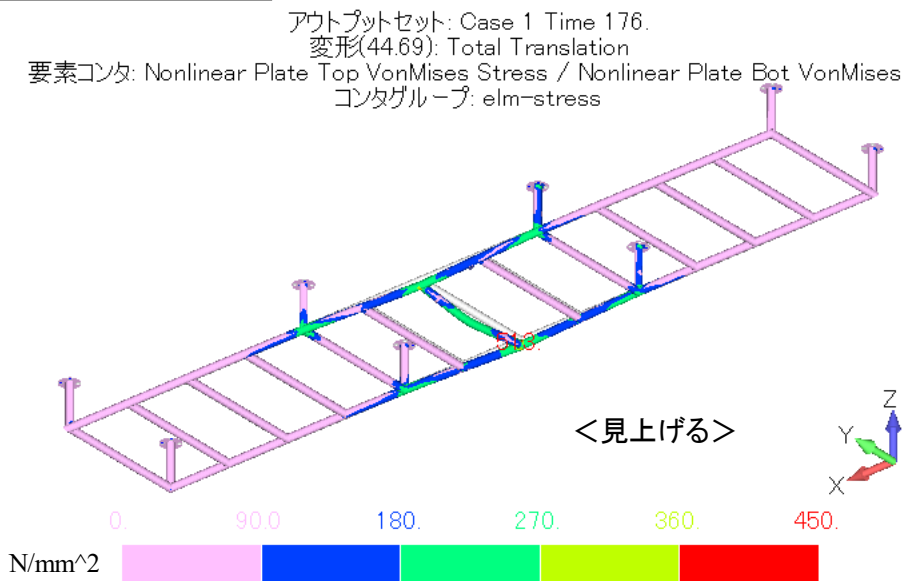 アウトプットセット: Case 1 Time 176.
変形(44.69): Total Translation
要素コンタ: Nonlinear Plate Top VonMises Stress / Nonlinear Plate Bot VonMises
コンタグループ: elm-stress
<見上げる>
Z
Y
X
0. 90.0 180. 270. 360. 450.
N/mm^2